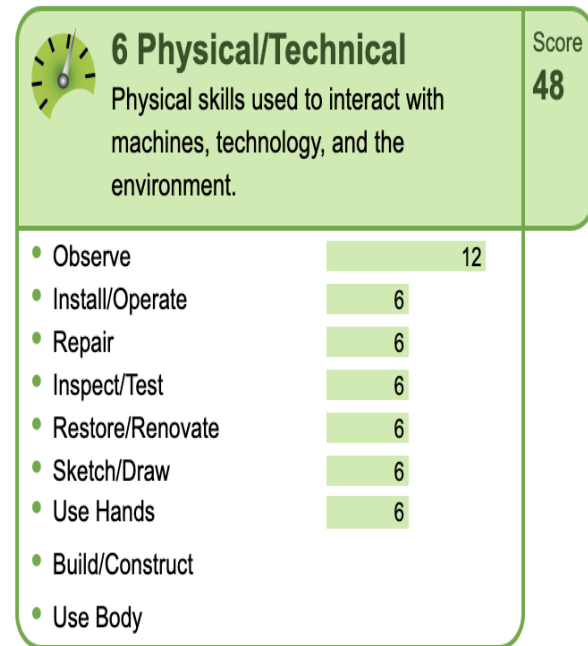 6 Physical/Technical
Physical skills used to interact with
machines, technology, and the
environment.
Score
48
• Observe 12
• Install/Operate 6
• Repair 6
• Inspect/Test 6
• Restore/Renovate 6
• Sketch/Draw 6
• Use Hands 6
• Build/Construct
• Use Body